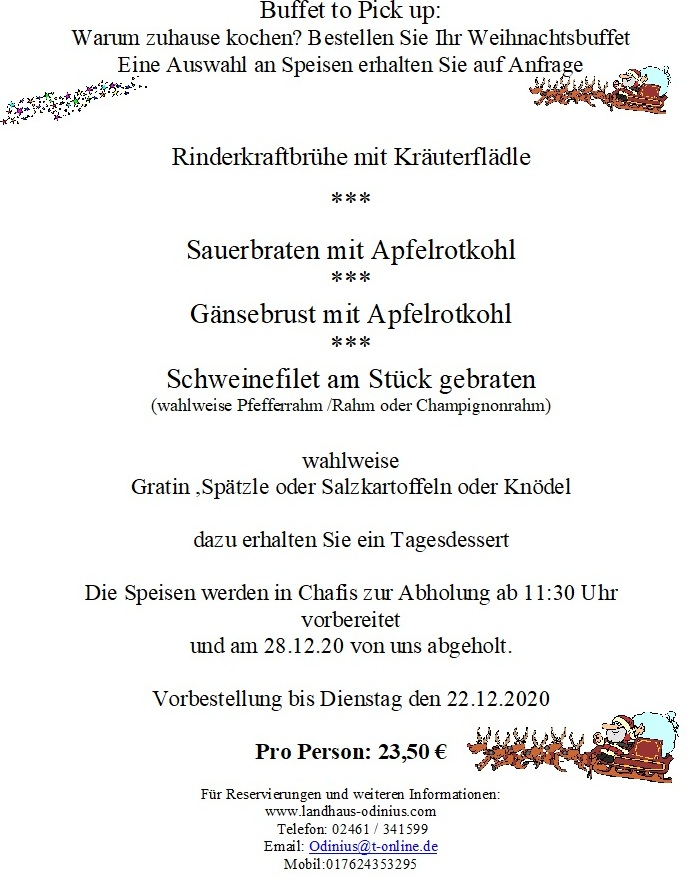 Buffet to Pick up:
Warum zuhause kochen? Bestellen Sie Ihr Weihnachtsbuffet
Eine Auswahl an Speisen erhalten Sie auf Anfrage
Rinderkraftbrühe mit Kräuterflädle
***
Sauerbraten mit Apfelrotkohl
***
Gänsebrust mit Apfelrotkohl
***
Schweinefilet am Stück gebraten
(wahlweise Pfefferrahm /Rahm oder Champignonrahm)
wahlweise
Gratin ,Spätzle oder Salzkartoffeln oder Knödel
dazu erhalten Sie ein Tagesdessert
Die Speisen werden in Chafis zur Abholung ab 11:30 Uhr
vorbereitet
und am 28.12.20 von uns abgeholt.
Vorbestellung bis Dienstag den 22.12.2020
Pro Person: 23,50 €
Für Reservierungen und weiteren Informationen:
www.landhaus-odinius.com
Telefon: 02461 / 341599
Email: Odinius@t-online.de
Mobil:017624353295